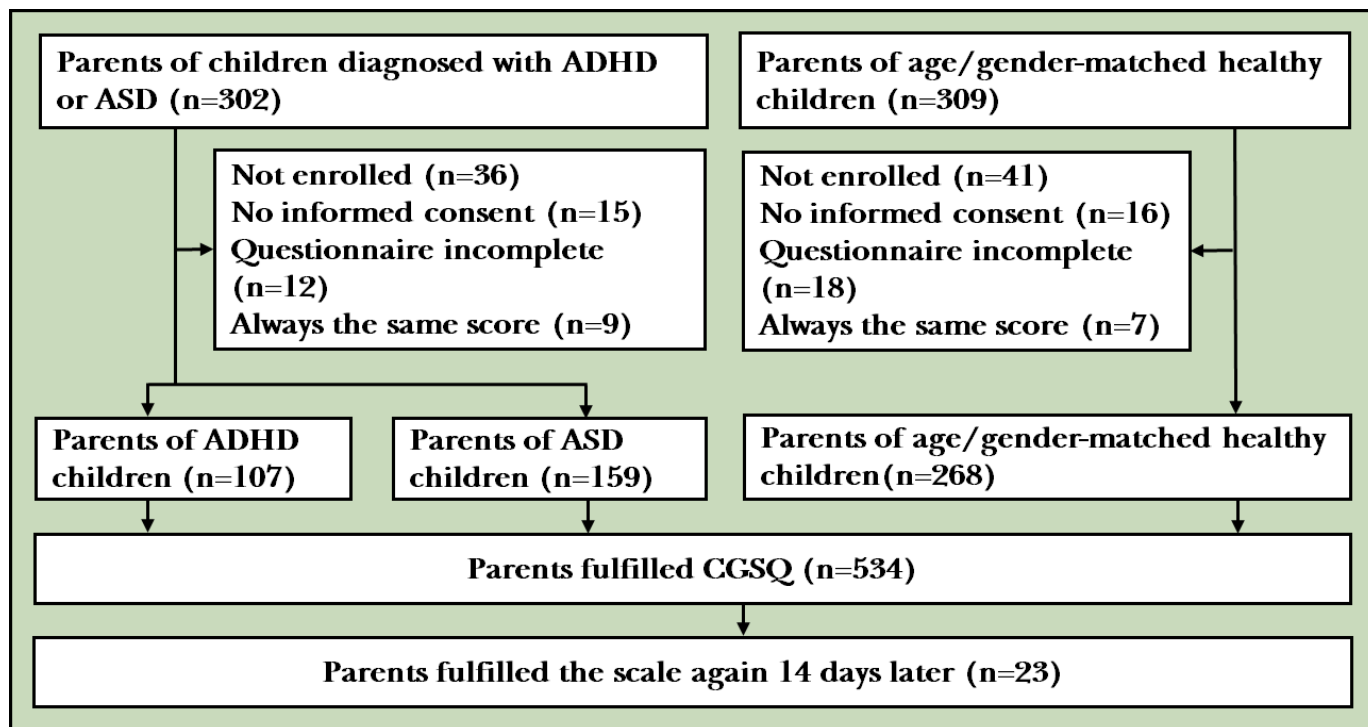 Parents of children diagnosed with ADHD
or ASD (n=302)
Parents of age/gender-matched healthy
children (n=309)
Not enrolled (n=36)
No informed consent (n=15)
Questionnaire incomplete
(n=12)
Always the same score (n=9)
Not enrolled (n=41)
No informed consent (n=16)
Questionnaire incomplete
(n=18)
Always the same score (n=7)
Parents of ADHD
children (n=107)
Parents of ASD
children (n=159)
Parents of age/gender-matched healthy
children(n=268)
Parents fulfilled CGSQ (n=534)
Parents fulfilled the scale again 14 days later (n=23)